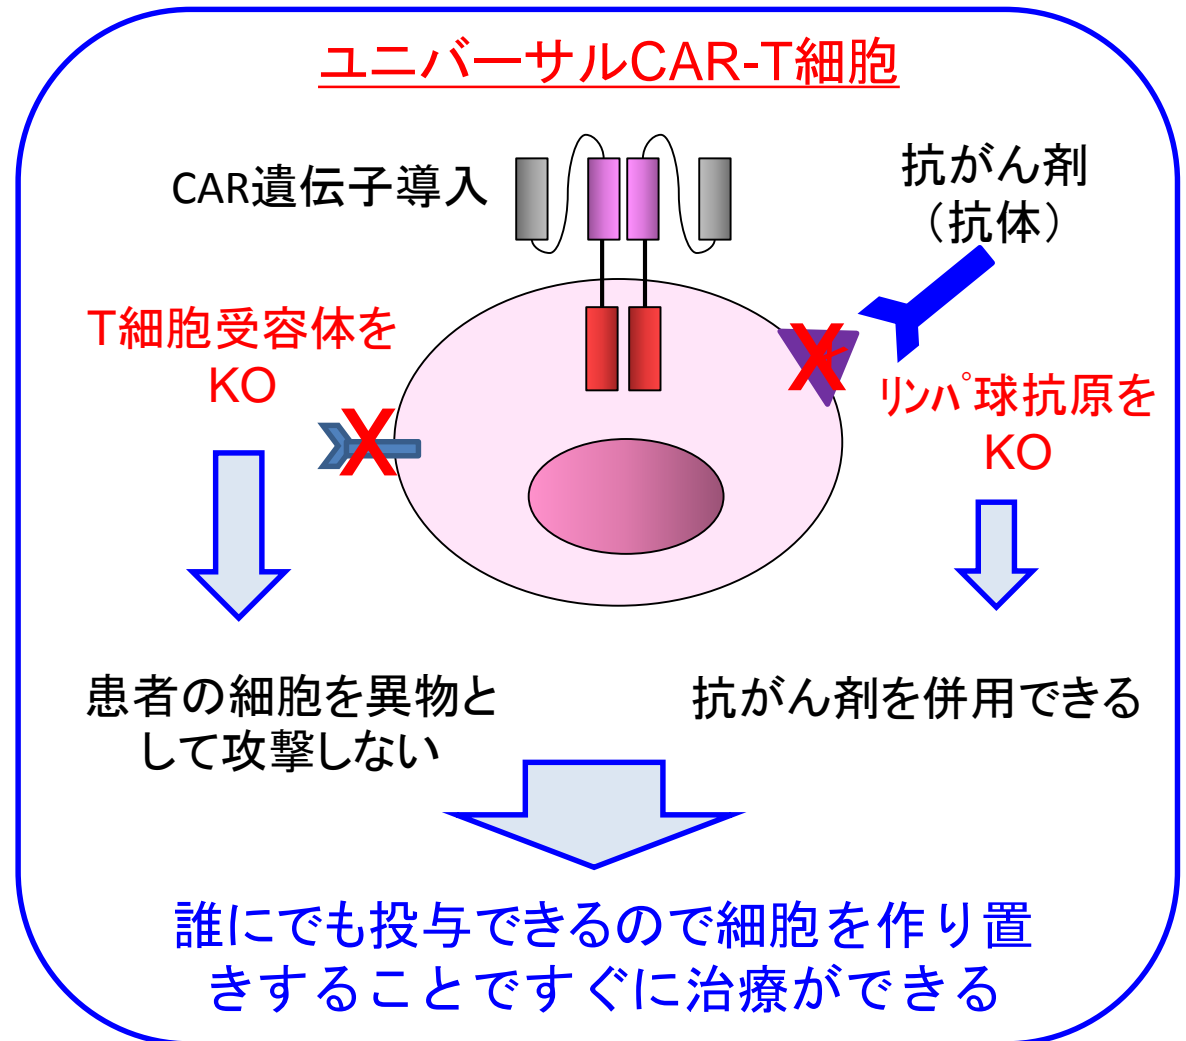 ユニバーサルCAR-T細胞
CAR遺伝子導入
抗がん剤
（抗体）
T細胞受容体を
KO
X
X
リンパ球抗原を
KO
患者の細胞を異物と
して攻撃しない
抗がん剤を併用できる
誰にでも投与できるので細胞を作り置
きすることですぐに治療ができる